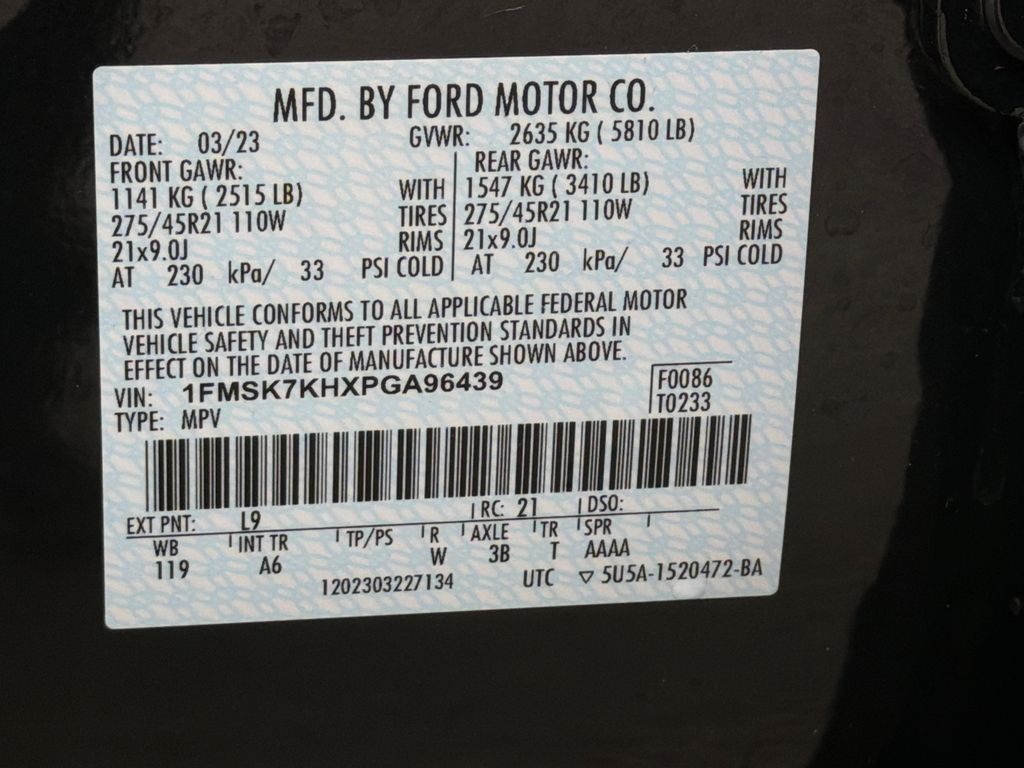 MFD. BY FORD MOTOR CO.
DATE: 03/23 GVWR: 2635 KG ( 5810 LB)
FRONT GAWR: REAR GAWR:
1141 KG ( 2515 LB) WITH 1547 KG ( 3410 LB) WITH
275/45R21 110W TIRES 275/45R21 110W TIRES
21x9.0J RIMS 21x9.0J RIMS
AT 230 kPa/ 33 PSI COLD AT 230 kPa/ 33 PSI COLD
THIS VEHICLE CONFORMS TO ALL APPLICABLE FEDERAL MOTOR
VEHICLE SAFETY AND THEFT PREVENTION STANDARDS IN
EFFECT ON THE DATE OF MANUFACTURE SHOWN ABOVE.
VIN: 1FMSK7KHXPGA96439 F0086
TYPE: MPV T0233
EXT PNT: L9 RC: 21 DSO:
WB INT TR TP/PS R AXLE TR SPR
119 A6 W 3B T AAAA
1202303227134 UTC ▽ 5U5A-1520472-BA